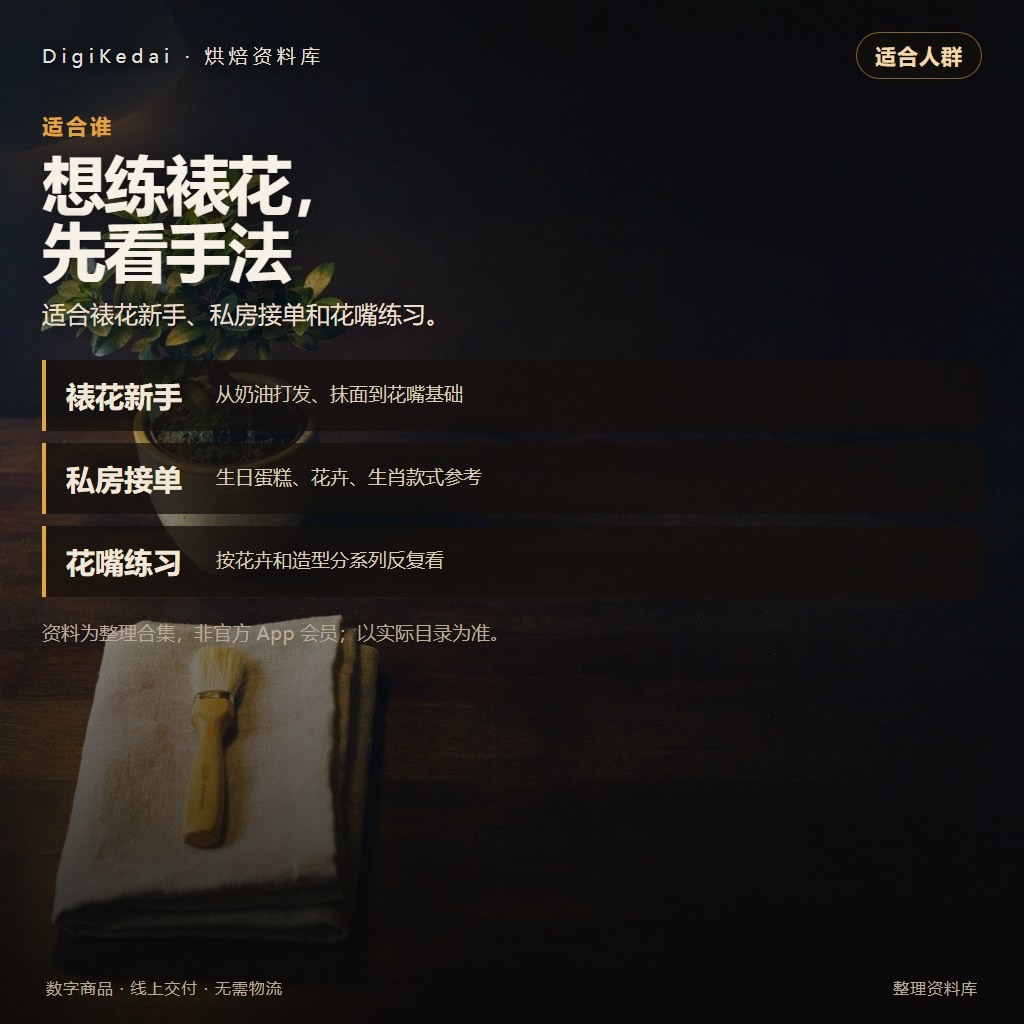 DigiKedai · 烘焙资料库
适合人群
适合谁
想练裱花，
先看手法
适合裱花新手、私房接单和花嘴练习。
裱花新手 从奶油打发、抹面到花嘴基础
私房接单 生日蛋糕、花卉、生肖款式参考
花嘴练习 按花卉和造型分系列反复看
资料为整理合集，非官方 App 会员；以实际目录为准。
数字商品 · 线上交付 · 无需物流
整理资料库